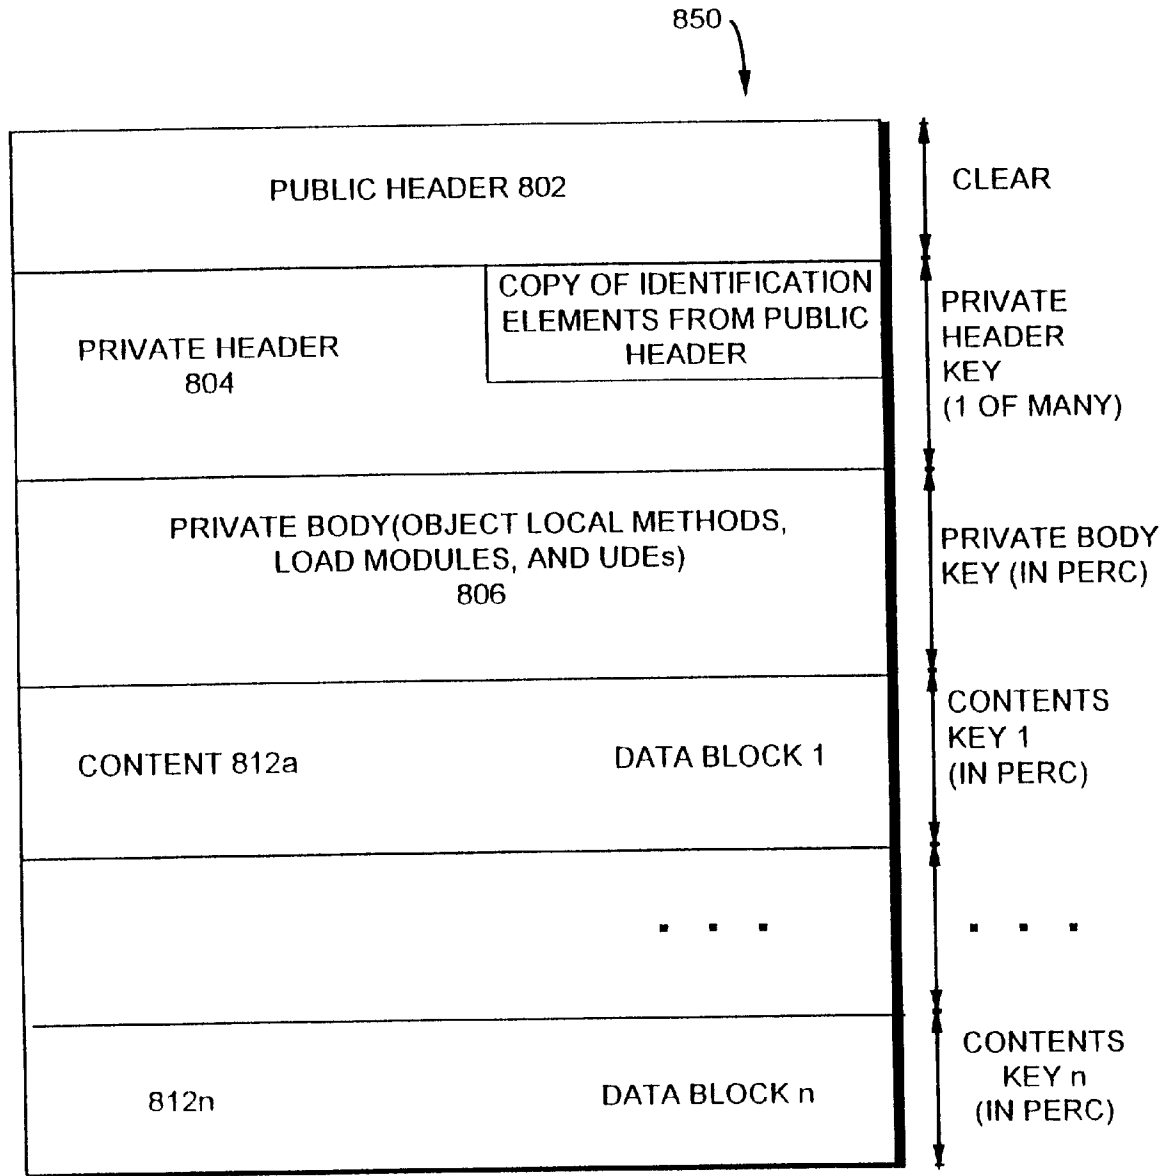 850
PUBLIC HEADER 802
CLEAR
COPY OF IDENTIFICATION
ELEMENTS FROM PUBLIC
HEADER
PRIVATE HEADER
804
PRIVATE
HEADER
KEY
(1 OF MANY)
PRIVATE BODY(OBJECT LOCAL METHODS,
LOAD MODULES, AND UDEs)
806
PRIVATE BODY
KEY (IN PERC)
CONTENT 812a
DATA BLOCK 1
CONTENTS
KEY 1
(IN PERC)
. . .
. . .
812n
DATA BLOCK n
CONTENTS
KEY n
(IN PERC)